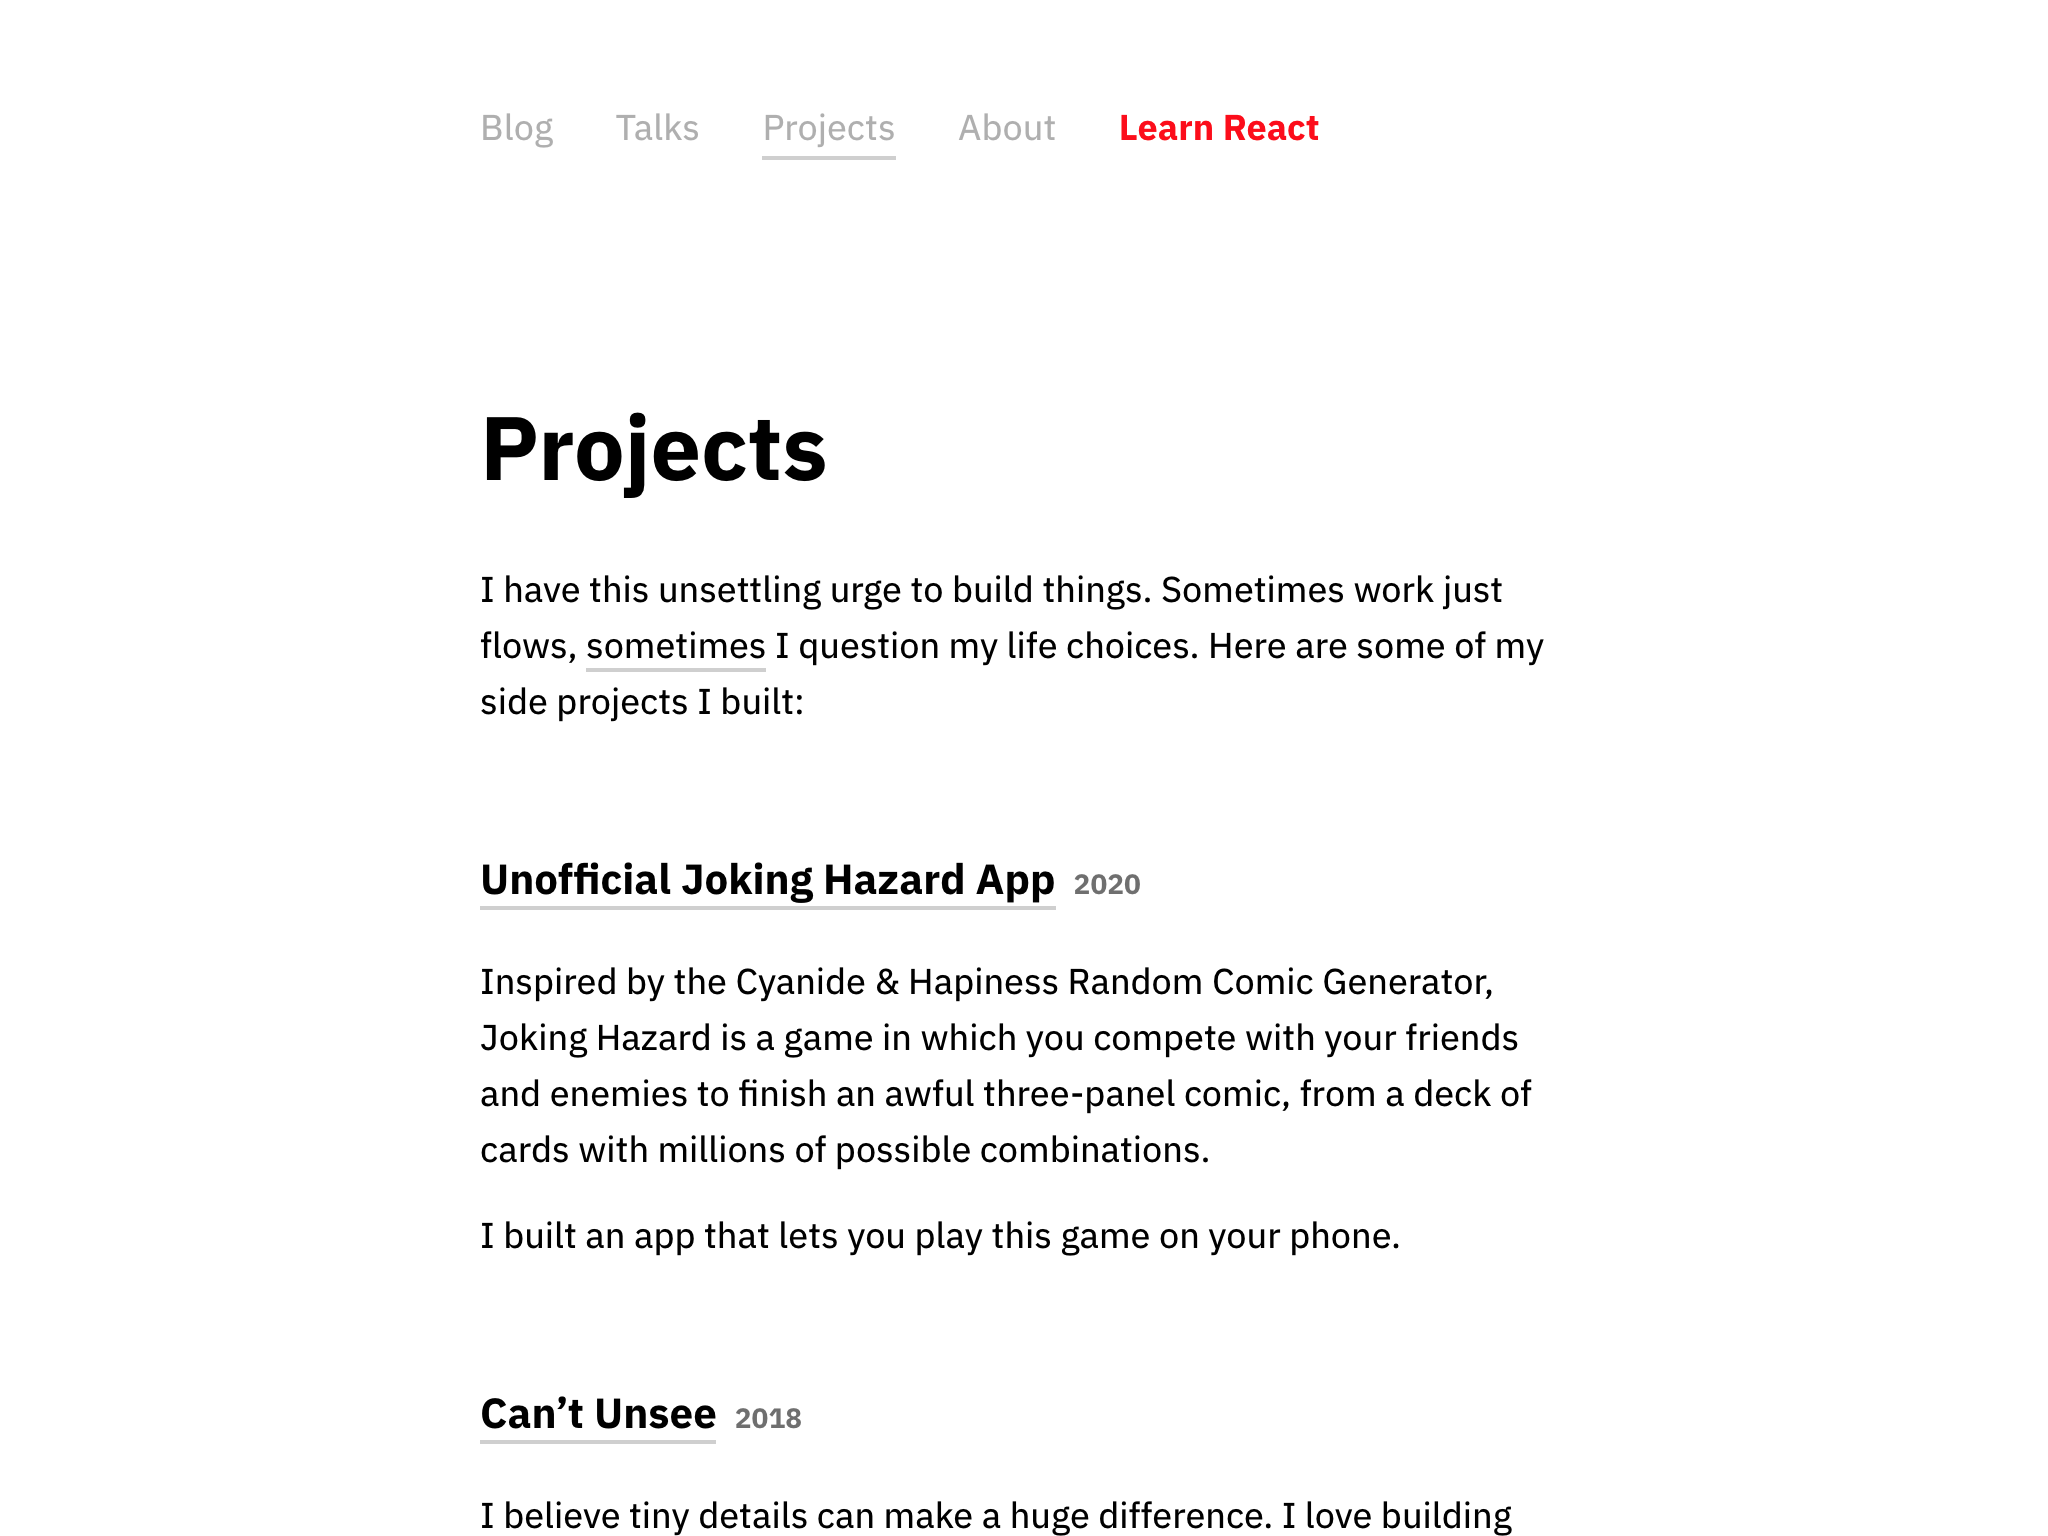 Blog Talks Projects About Learn React
Projects
I have this unsettling urge to build things. Sometimes work just
flows, sometimes I question my life choices. Here are some of my
side projects I built:
Unofficial Joking Hazard App 2020
Inspired by the Cyanide & Hapiness Random Comic Generator,
Joking Hazard is a game in which you compete with your friends
and enemies to finish an awful three-panel comic, from a deck of
cards with millions of possible combinations.
I built an app that lets you play this game on your phone.
Can’t Unsee 2018
I believe tiny details can make a huge difference. I love building